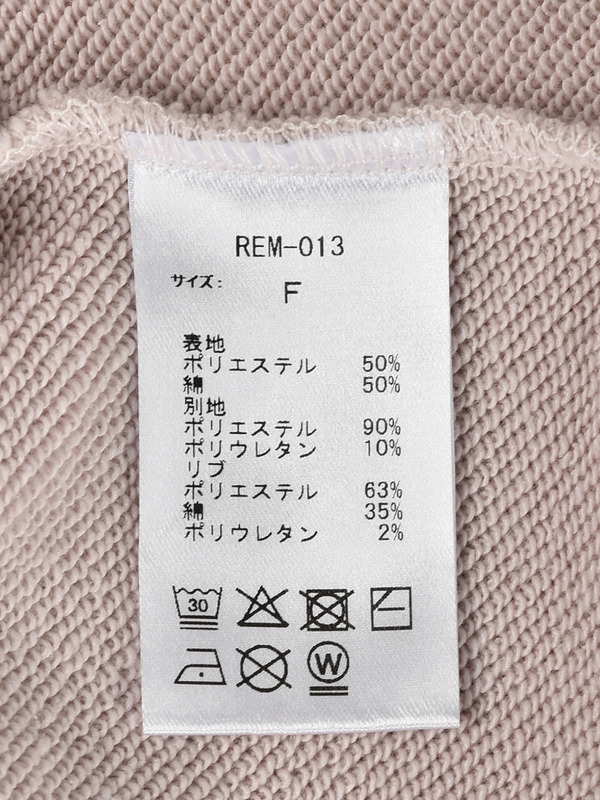 REM-013
サイズ: F
表地
ポリエステル 50%
綿 50%
別地
ポリエステル 90%
ポリウレタン 10%
リブ
ポリエステル 63%
綿 35%
ポリウレタン 2%
30
W